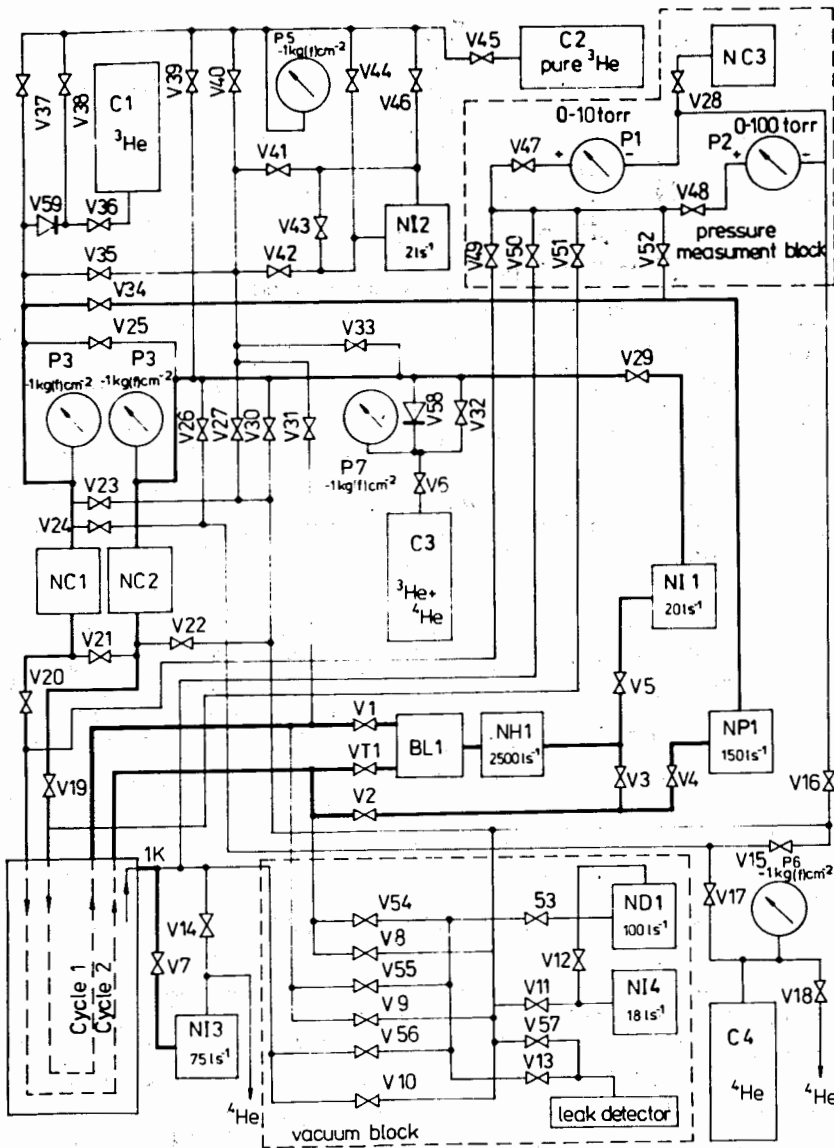 P5
-1kg(f)cm-2
V45
C2
pure 3He
NC3
V37
V38
C1
3He
V39
V40
V44
V46
V28
0-10torr
0-100 torr
V47
+
P1
-
P2
+
-
V41
V59
V36
V43
NI2
2ls-1
V48
V35
V42
V49
V50
V51
V52
pressure
measument block
V34
V25
V33
P3
-1kg(f)cm-2
P3
-1kg(f)cm-2
V29
V26
V27
V30
V31
V58
V32
P7
-1kg(f)cm-2
V6
V23
V24
C3
3He+
4He
NC1
NC2
NI 1
20ls-1
V22
V21
V20
V5
V1
BL1
NH1
2500ls-1
NP1
150ls-1
VT1
V3
V4
V16
V19
V2
1K
V15
P6
-1kg(f)cm-2
V17
V54
53
ND1
100ls-1
V14
V8
V12
V7
V55
V11
NI4
18ls-1
V18
Cycle 1
Cycle 2
V9
V57
NI3
75ls-1
V56
V13
C4
4He
V10
4He
leak detector
4He
vacuum block